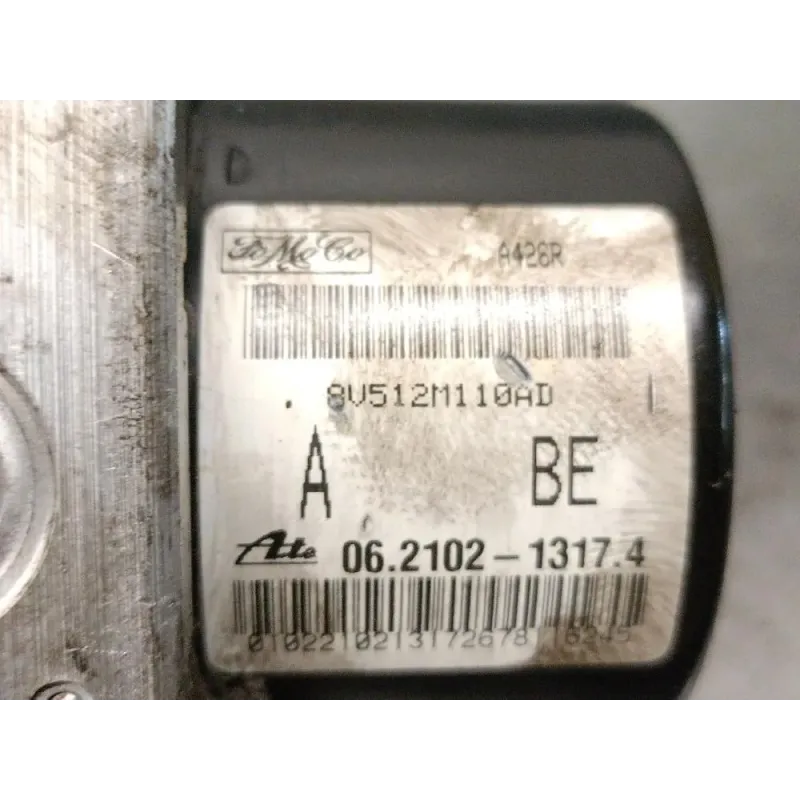 D
FoMoCo A426R
. 8V512M110AD
A BE
Ate 06.2102-1317.4